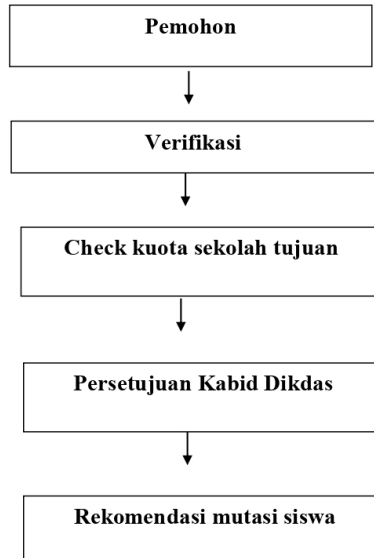 Pemohon
Verifikasi
Check kuota sekolah tujuan
Persetujuan Kabid Dikdas
Rekomendasi mutasi siswa